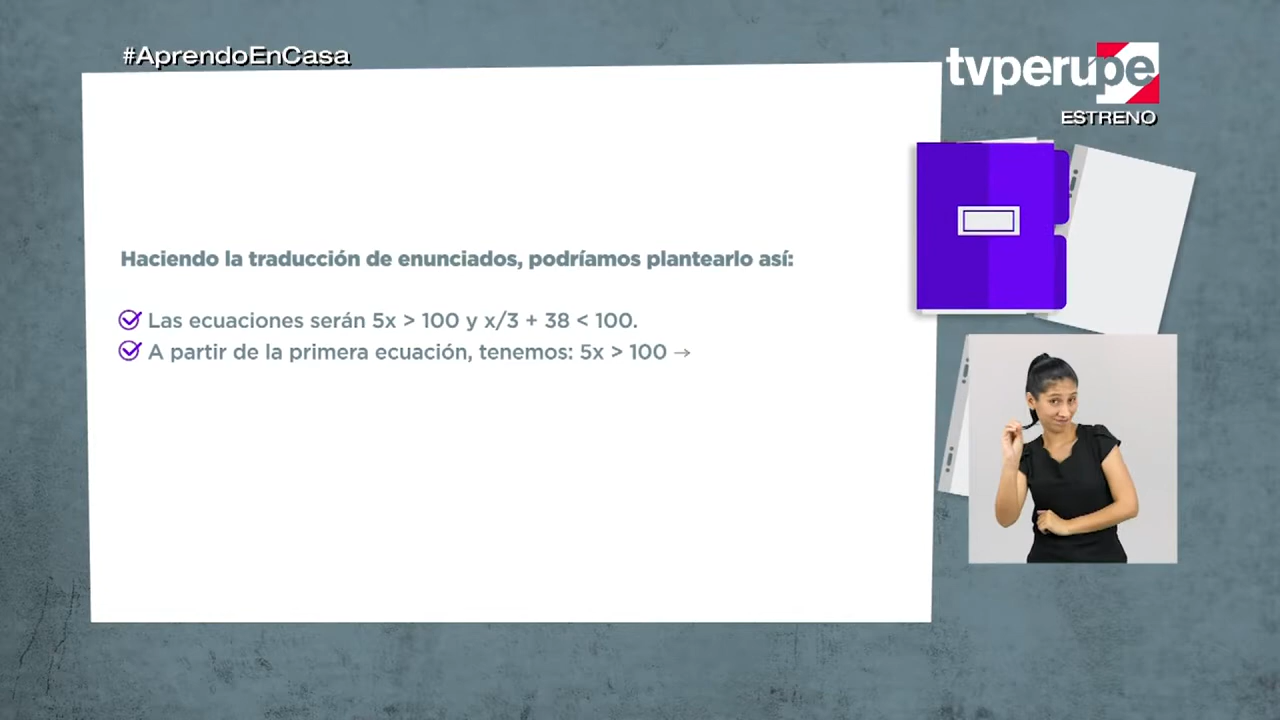 #AprendoEnCasa
tvperupe
ESTRENO
Haciendo la traducción de enunciados, podríamos plantearlo así:
Las ecuaciones serán 5x > 100 y x/3 + 38 < 100.
A partir de la primera ecuación, tenemos: 5x > 100 →